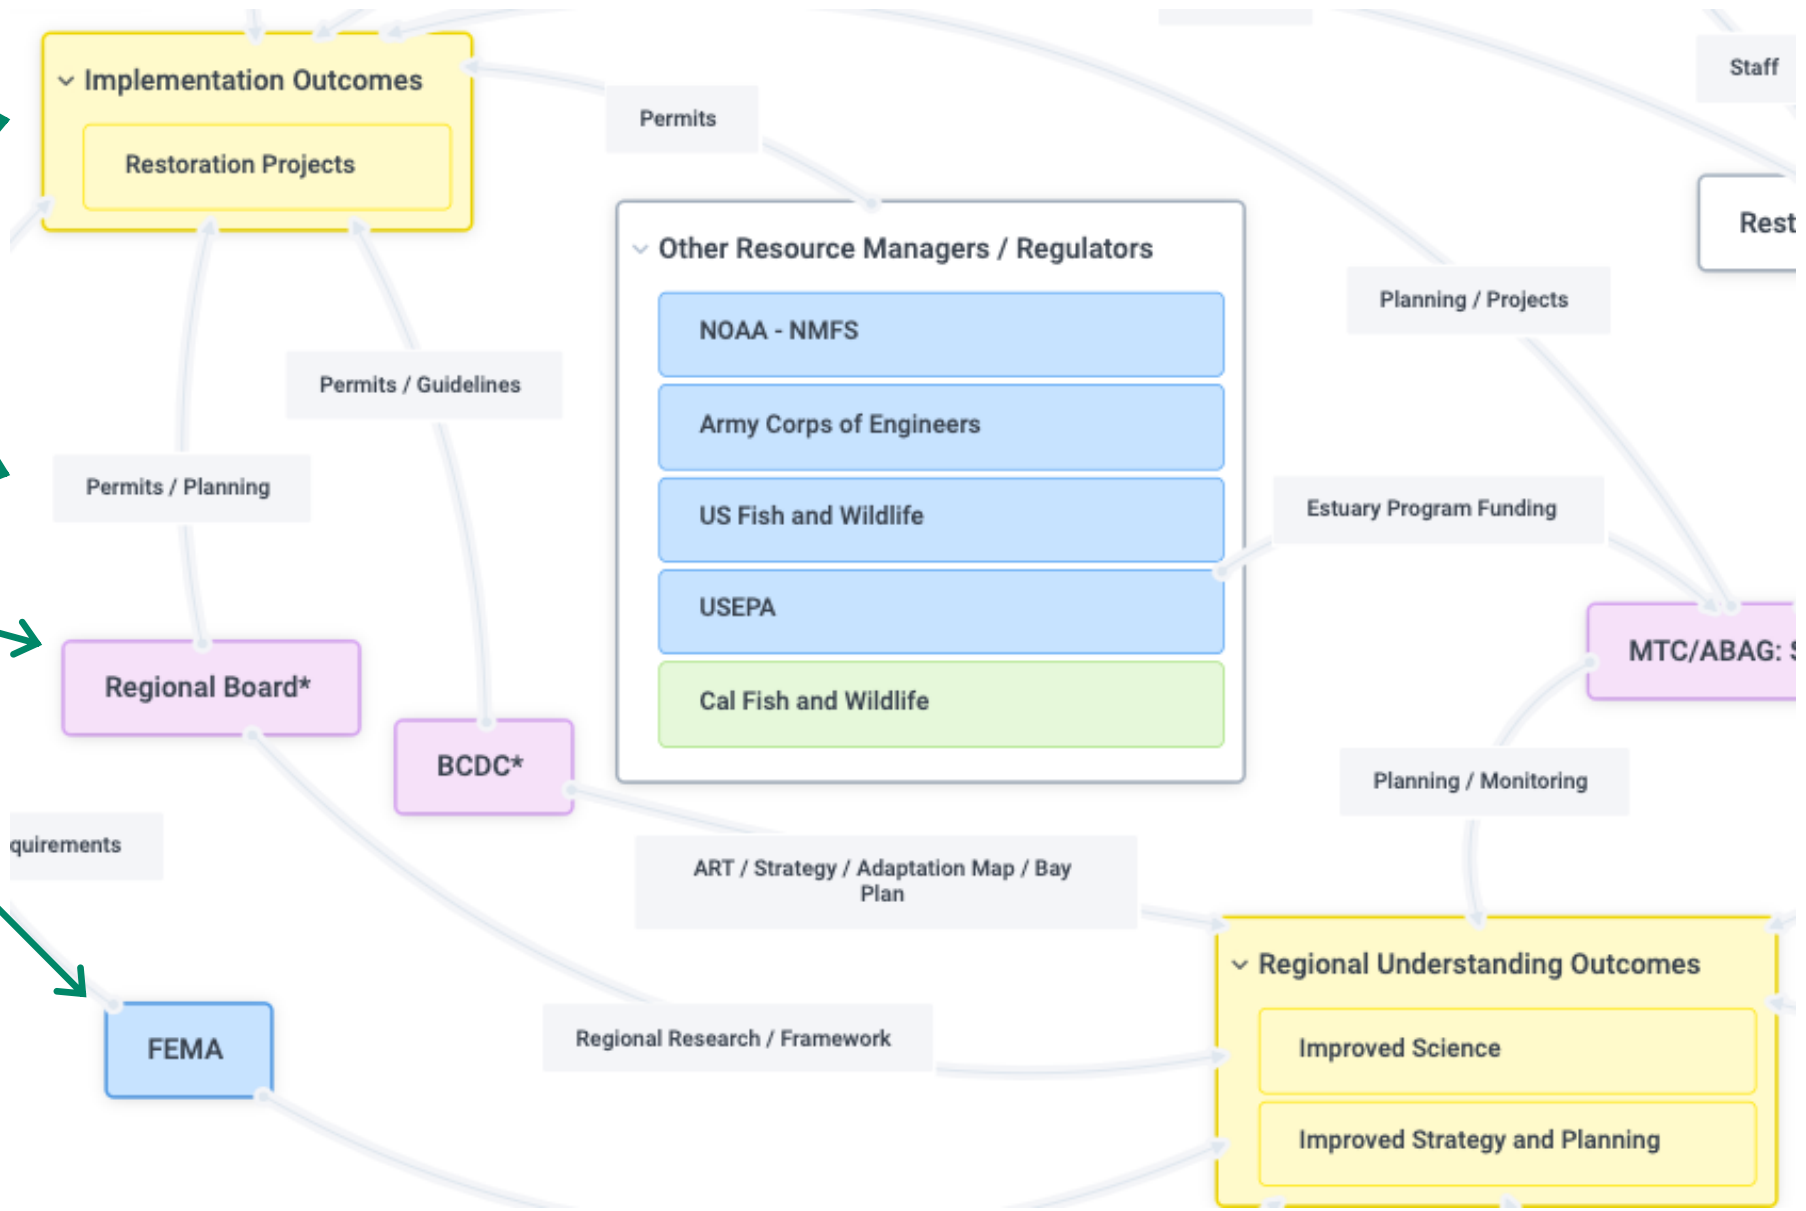 Staff
Implementation Outcomes
Permits
Restoration Projects
Rest
Other Resource Managers / Regulators
Planning / Projects
NOAA - NMFS
Permits / Guidelines
Army Corps of Engineers
Permits / Planning
US Fish and Wildlife
Estuary Program Funding
USEPA
MTC/ABAG: S
Regional Board*
Cal Fish and Wildlife
BCDC*
Planning / Monitoring
quirements
ART / Strategy / Adaptation Map / Bay
Plan
Regional Understanding Outcomes
Regional Research / Framework
FEMA
Improved Science
Improved Strategy and Planning